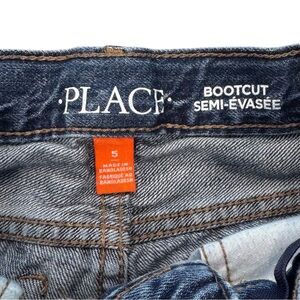 ·PLACE·
BOOTCUT
SEMI-ÉVASÉE
5
MADE IN
BANGLADESH
FABRIQUÉ AU
BANGLADESH